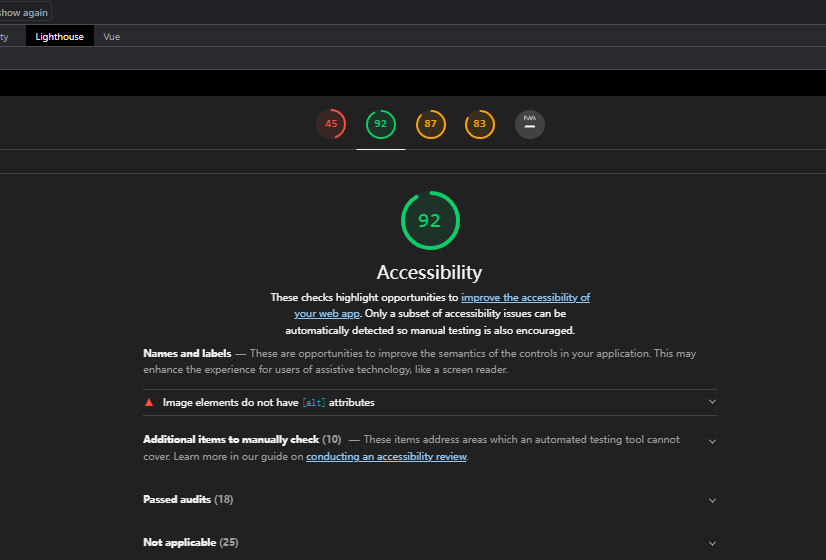 show again
ty Lighthouse Vue
45 92 87 83 PWA
92
Accessibility
These checks highlight opportunities to improve the accessibility of
your web app. Only a subset of accessibility issues can be
automatically detected so manual testing is also encouraged.
Names and labels — These are opportunities to improve the semantics of the controls in your application. This may
enhance the experience for users of assistive technology, like a screen reader.
Image elements do not have [alt] attributes
Additional items to manually check (10) — These items address areas which an automated testing tool cannot
cover. Learn more in our guide on conducting an accessibility review.
Passed audits (18)
Not applicable (25)